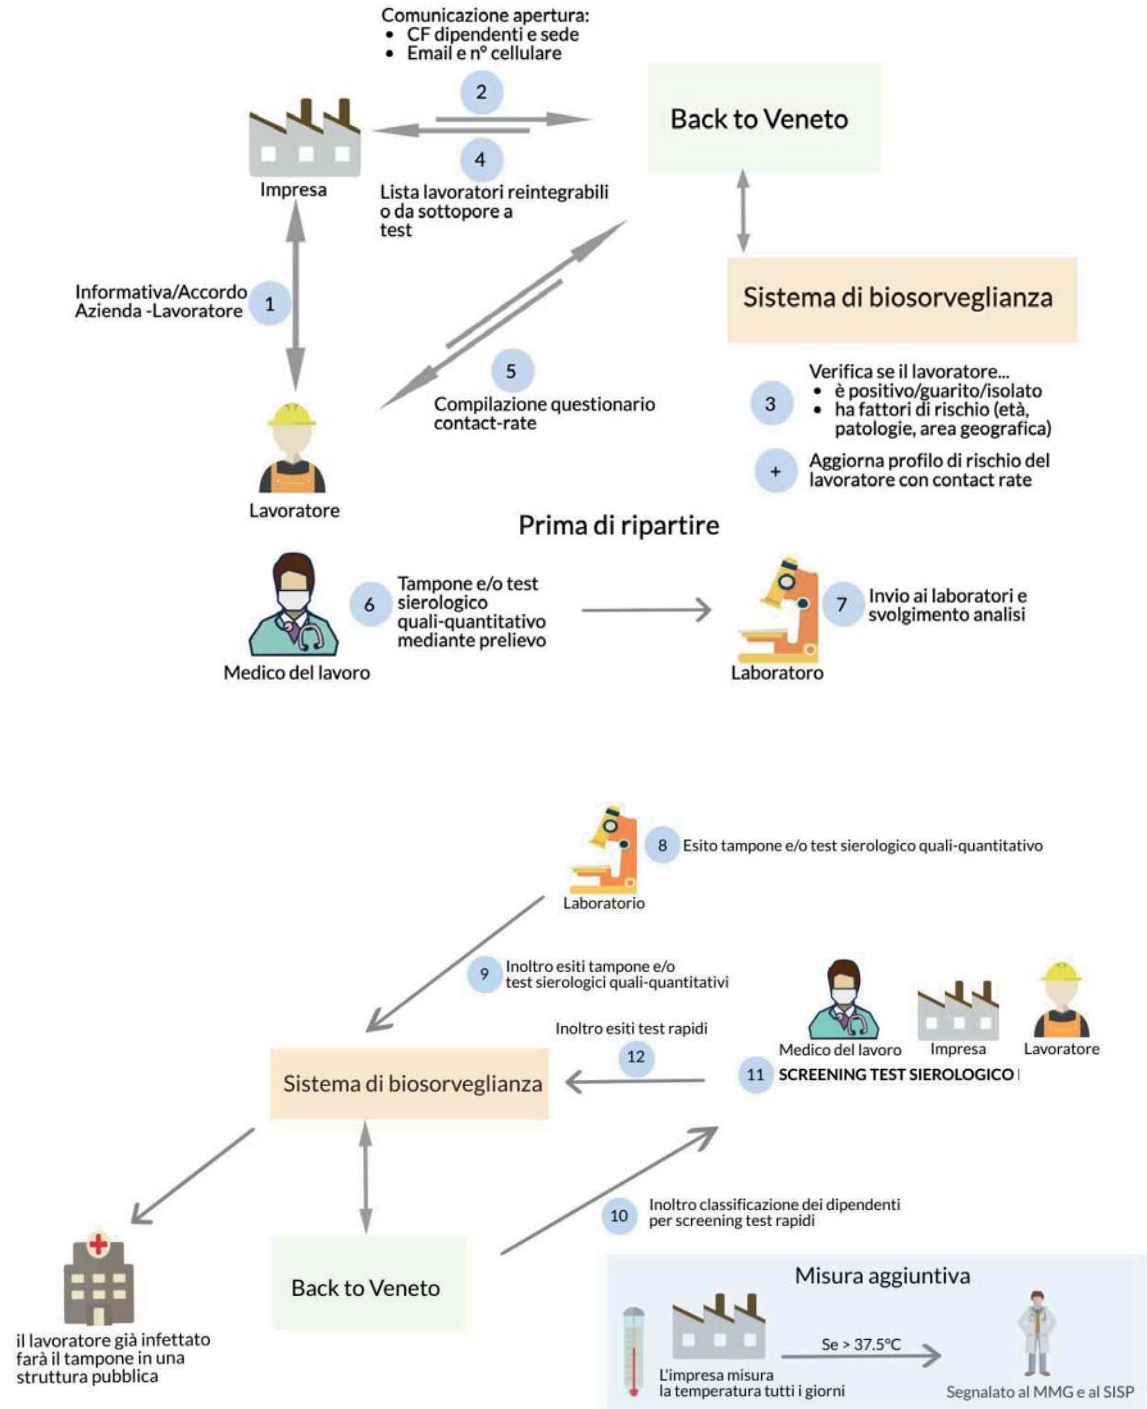 Comunicazione apertura:
• CF dipendenti e sede
• Email e n° cellulare
2
Back to Veneto
4
Impresa
Lista lavoratori reintegrabili
o da sottopore a
test
Informativa/Accordo
Azienda -Lavoratore
1
Sistema di biosorveglianza
5
Compilazione questionario
contact-rate
3
Verifica se il lavoratore...
• è positivo/guarito/isolato
• ha fattori di rischio (età,
patologie, area geografica)
+
Aggiorna profilo di rischio del
lavoratore con contact rate
Lavoratore
Prima di ripartire
6
Tampone e/o test
sierologico
quali-quantitativo
mediante prelievo
Medico del lavoro
7
Invio ai laboratori e
svolgimento analisi
Laboratoro
8
Esito tampone e/o test sierologico quali-quantitativo
Laboratorio
9
Inoltro esiti tampone e/o
test sierologici quali-quantitativi
Inoltro esiti test rapidi
12
Medico del lavoro
Impresa
Lavoratore
11
SCREENING TEST SIEROLOGICO
Sistema di biosorveglianza
10
Inoltro classificazione dei dipendenti
per screening test rapidi
Back to Veneto
il lavoratore già infettato
farà il tampone in una
struttura pubblica
Misura aggiuntiva
Se > 37.5°C
L'impresa misura
la temperatura tutti i giorni
Segnalato al MMG e al SISP